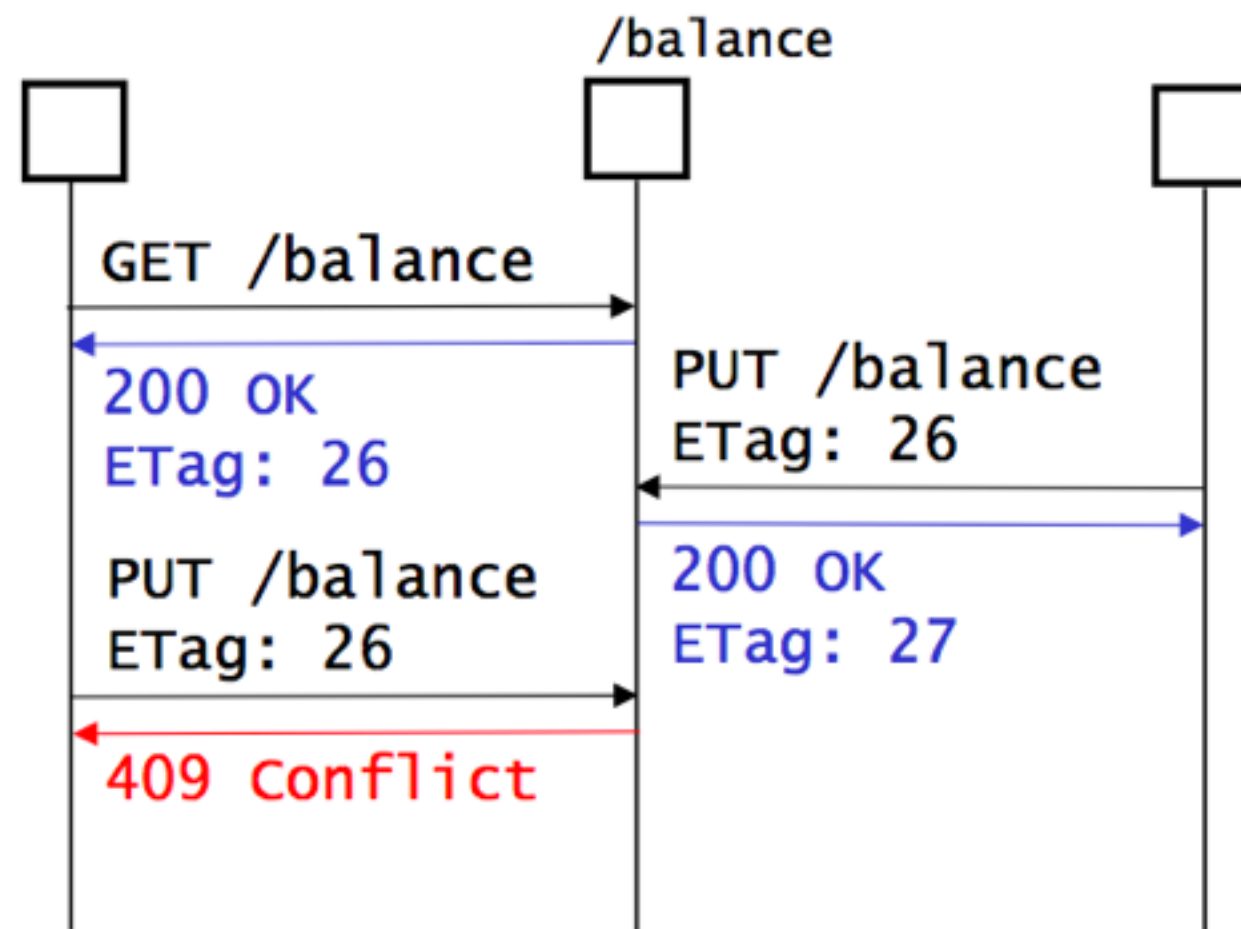 /balance
GET /balance
200 OK
ETag: 26
PUT /balance
ETag: 26
200 OK
ETag: 27
PUT /balance
ETag: 26
409 Conflict